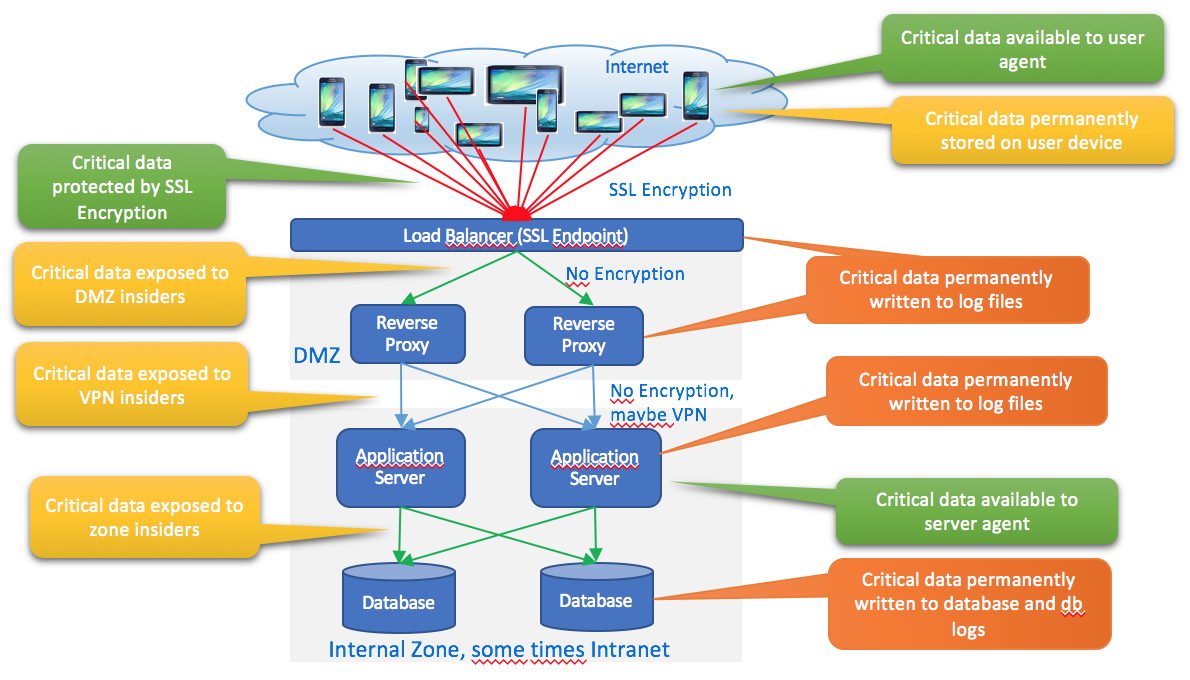 Internet
Critical data available to user
agent
Critical data permanently
stored on user device
Critical data
protected by SSL
Encryption
SSL Encryption
Load Balancer (SSL Endpoint)
Critical data exposed to
DMZ insiders
No Encryption
Critical data permanently
written to log files
Reverse
Proxy
Reverse
Proxy
DMZ
Critical data exposed to
VPN insiders
No Encryption,
maybe VPN
Critical data permanently
written to log files
Application
Server
Application
Server
Critical data exposed to
zone insiders
Critical data available to
server agent
Database
Database
Critical data permanently
written to database and db
logs
Internal Zone, some times Intranet